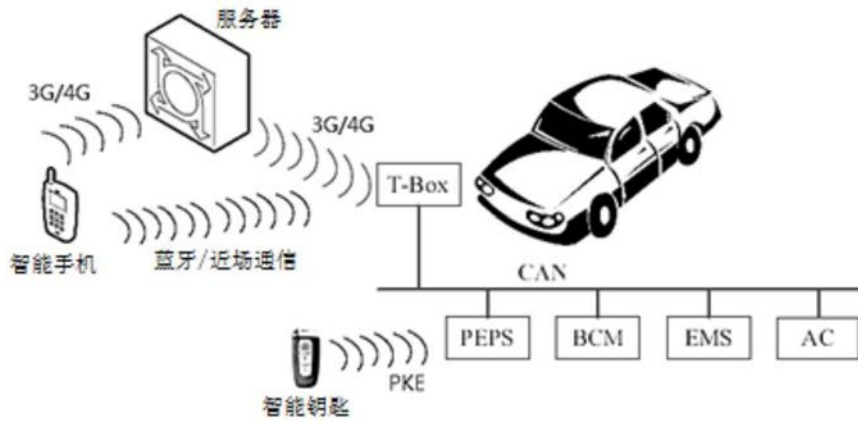 服务器
3G/4G
3G/4G
T-Box
智能手机
蓝牙/近场通信
CAN
PEPS
BCM
EMS
AC
PKE
智能钥匙